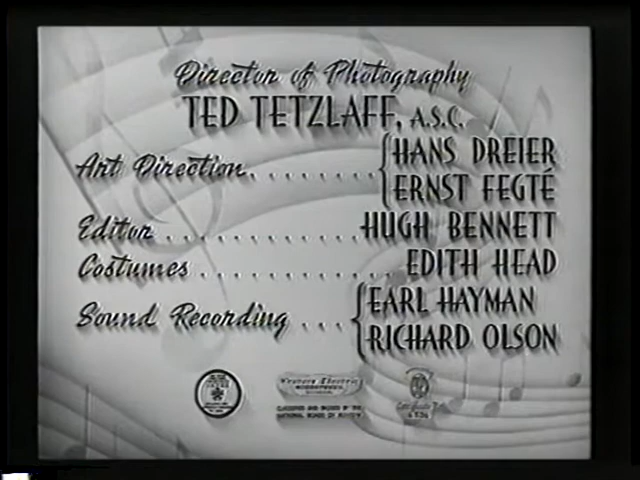 Director of Photography
TED TETZLAFF, A.S.C.
Art Direction........ { HANS DREIER
ERNST FEGTÉ
Editor............ HUGH BENNETT
Costumes............ EDITH HEAD
Sound Recording ... { EARL HAYMAN
RICHARD OLSON
Western Electric